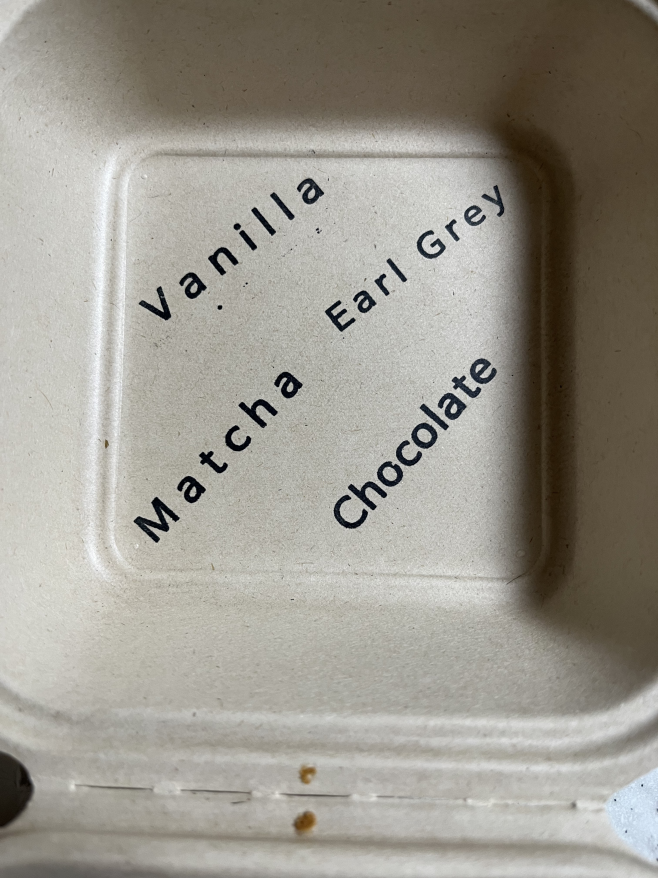 Vanilla
Earl Grey
Matcha
Chocolate